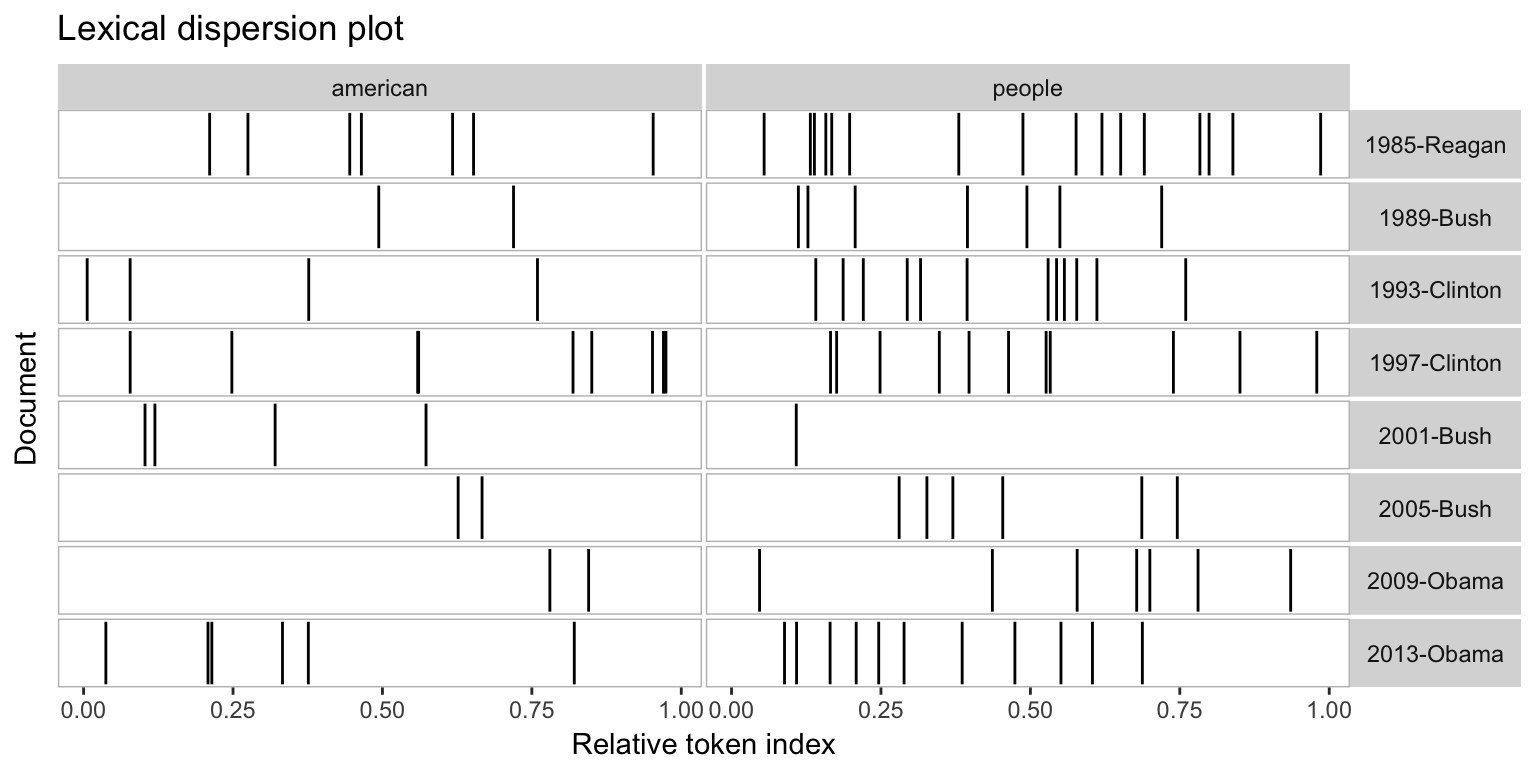 Lexical dispersion plot
american people
1985-Reagan
1989-Bush
1993-Clinton
1997-Clinton
2001-Bush
2005-Bush
2009-Obama
2013-Obama
Document
0.00 0.25 0.50 0.75 1.00 0.00 0.25 0.50 0.75 1.00
Relative token index